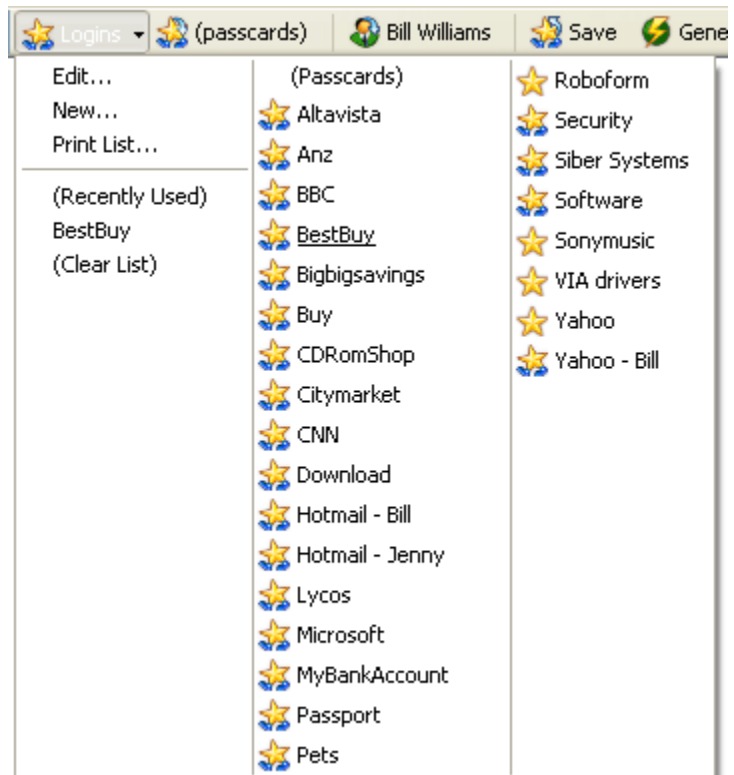 Logins (passcards) Bill Williams Save Gene
Edit...
New...
Print List...
(Recently Used)
BestBuy
(Clear List)
(Passcards)
Altavista
Anz
BBC
BestBuy
Bigbigsavings
Buy
CDRomShop
Citymarket
CNN
Download
Hotmail - Bill
Hotmail - Jenny
Lycos
Microsoft
MyBankAccount
Passport
Pets
Roboform
Security
Siber Systems
Software
Sonymusic
VIA drivers
Yahoo
Yahoo - Bill